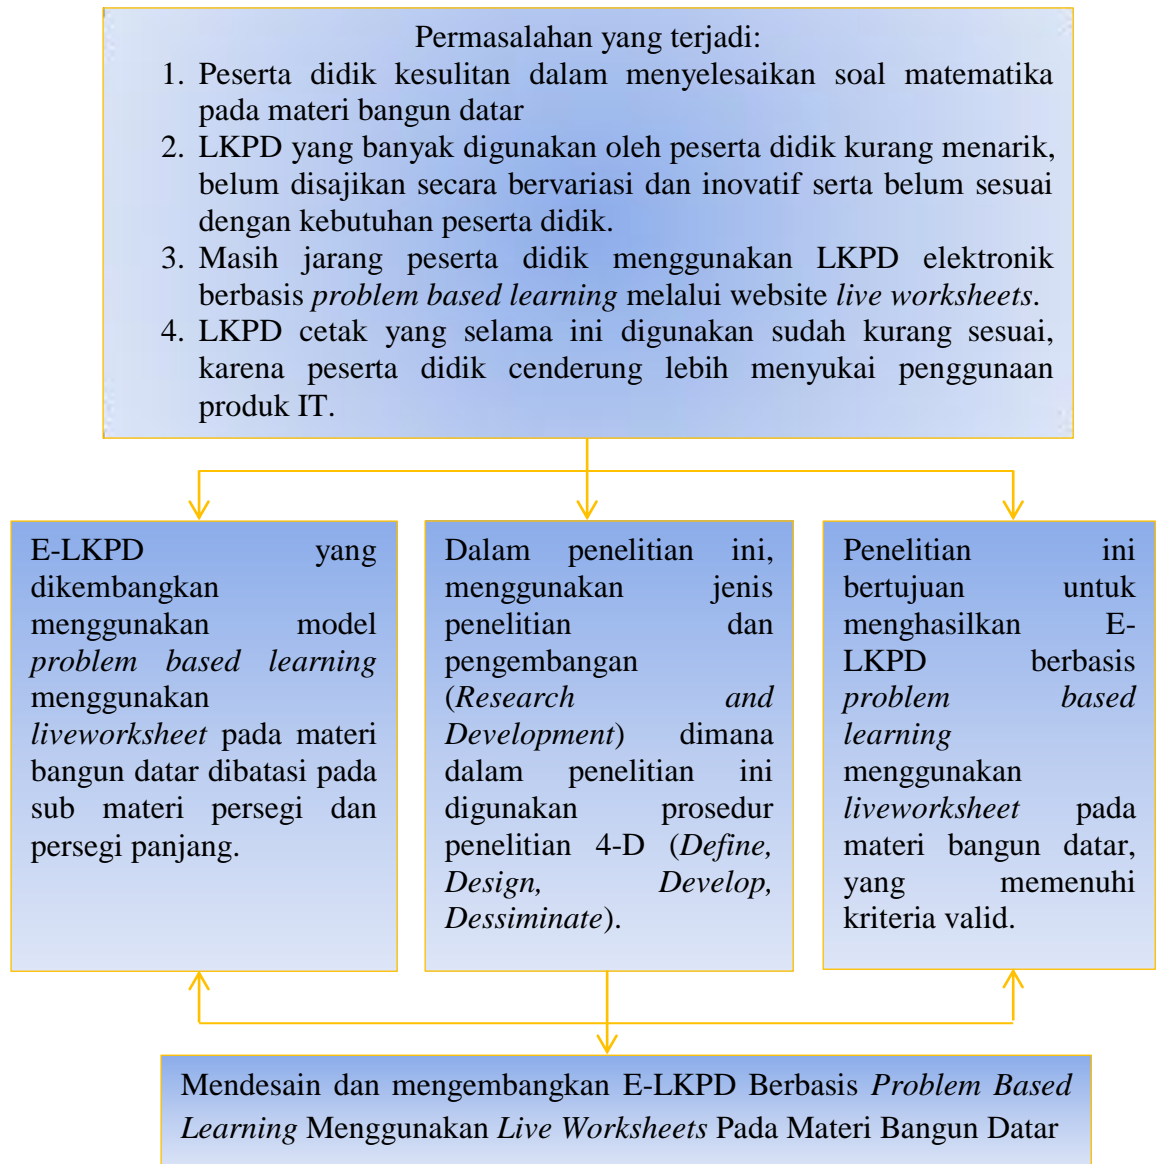 Permasalahan yang terjadi:
1. Peserta didik kesulitan dalam menyelesaikan soal matematika
pada materi bangun datar
2. LKPD yang banyak digunakan oleh peserta didik kurang menarik,
belum disajikan secara bervariasi dan inovatif serta belum sesuai
dengan kebutuhan peserta didik.
3. Masih jarang peserta didik menggunakan LKPD elektronik
berbasis problem based learning melalui website live worksheets.
4. LKPD cetak yang selama ini digunakan sudah kurang sesuai,
karena peserta didik cenderung lebih menyukai penggunaan
produk IT.
E-LKPD yang
dikembangkan
menggunakan model
problem based learning
menggunakan
liveworksheet pada materi
bangun datar dibatasi pada
sub materi persegi dan
persegi panjang.
Dalam penelitian ini,
menggunakan jenis
penelitian dan
pengembangan
(Research and
Development) dimana
dalam penelitian ini
digunakan prosedur
penelitian 4-D (Define,
Design, Develop,
Dessiminate).
Penelitian ini
bertujuan untuk
menghasilkan E-
LKPD berbasis
problem based
learning
menggunakan
liveworksheet pada
materi bangun datar,
yang memenuhi
kriteria valid.
Mendesain dan mengembangkan E-LKPD Berbasis Problem Based
Learning Menggunakan Live Worksheets Pada Materi Bangun Datar